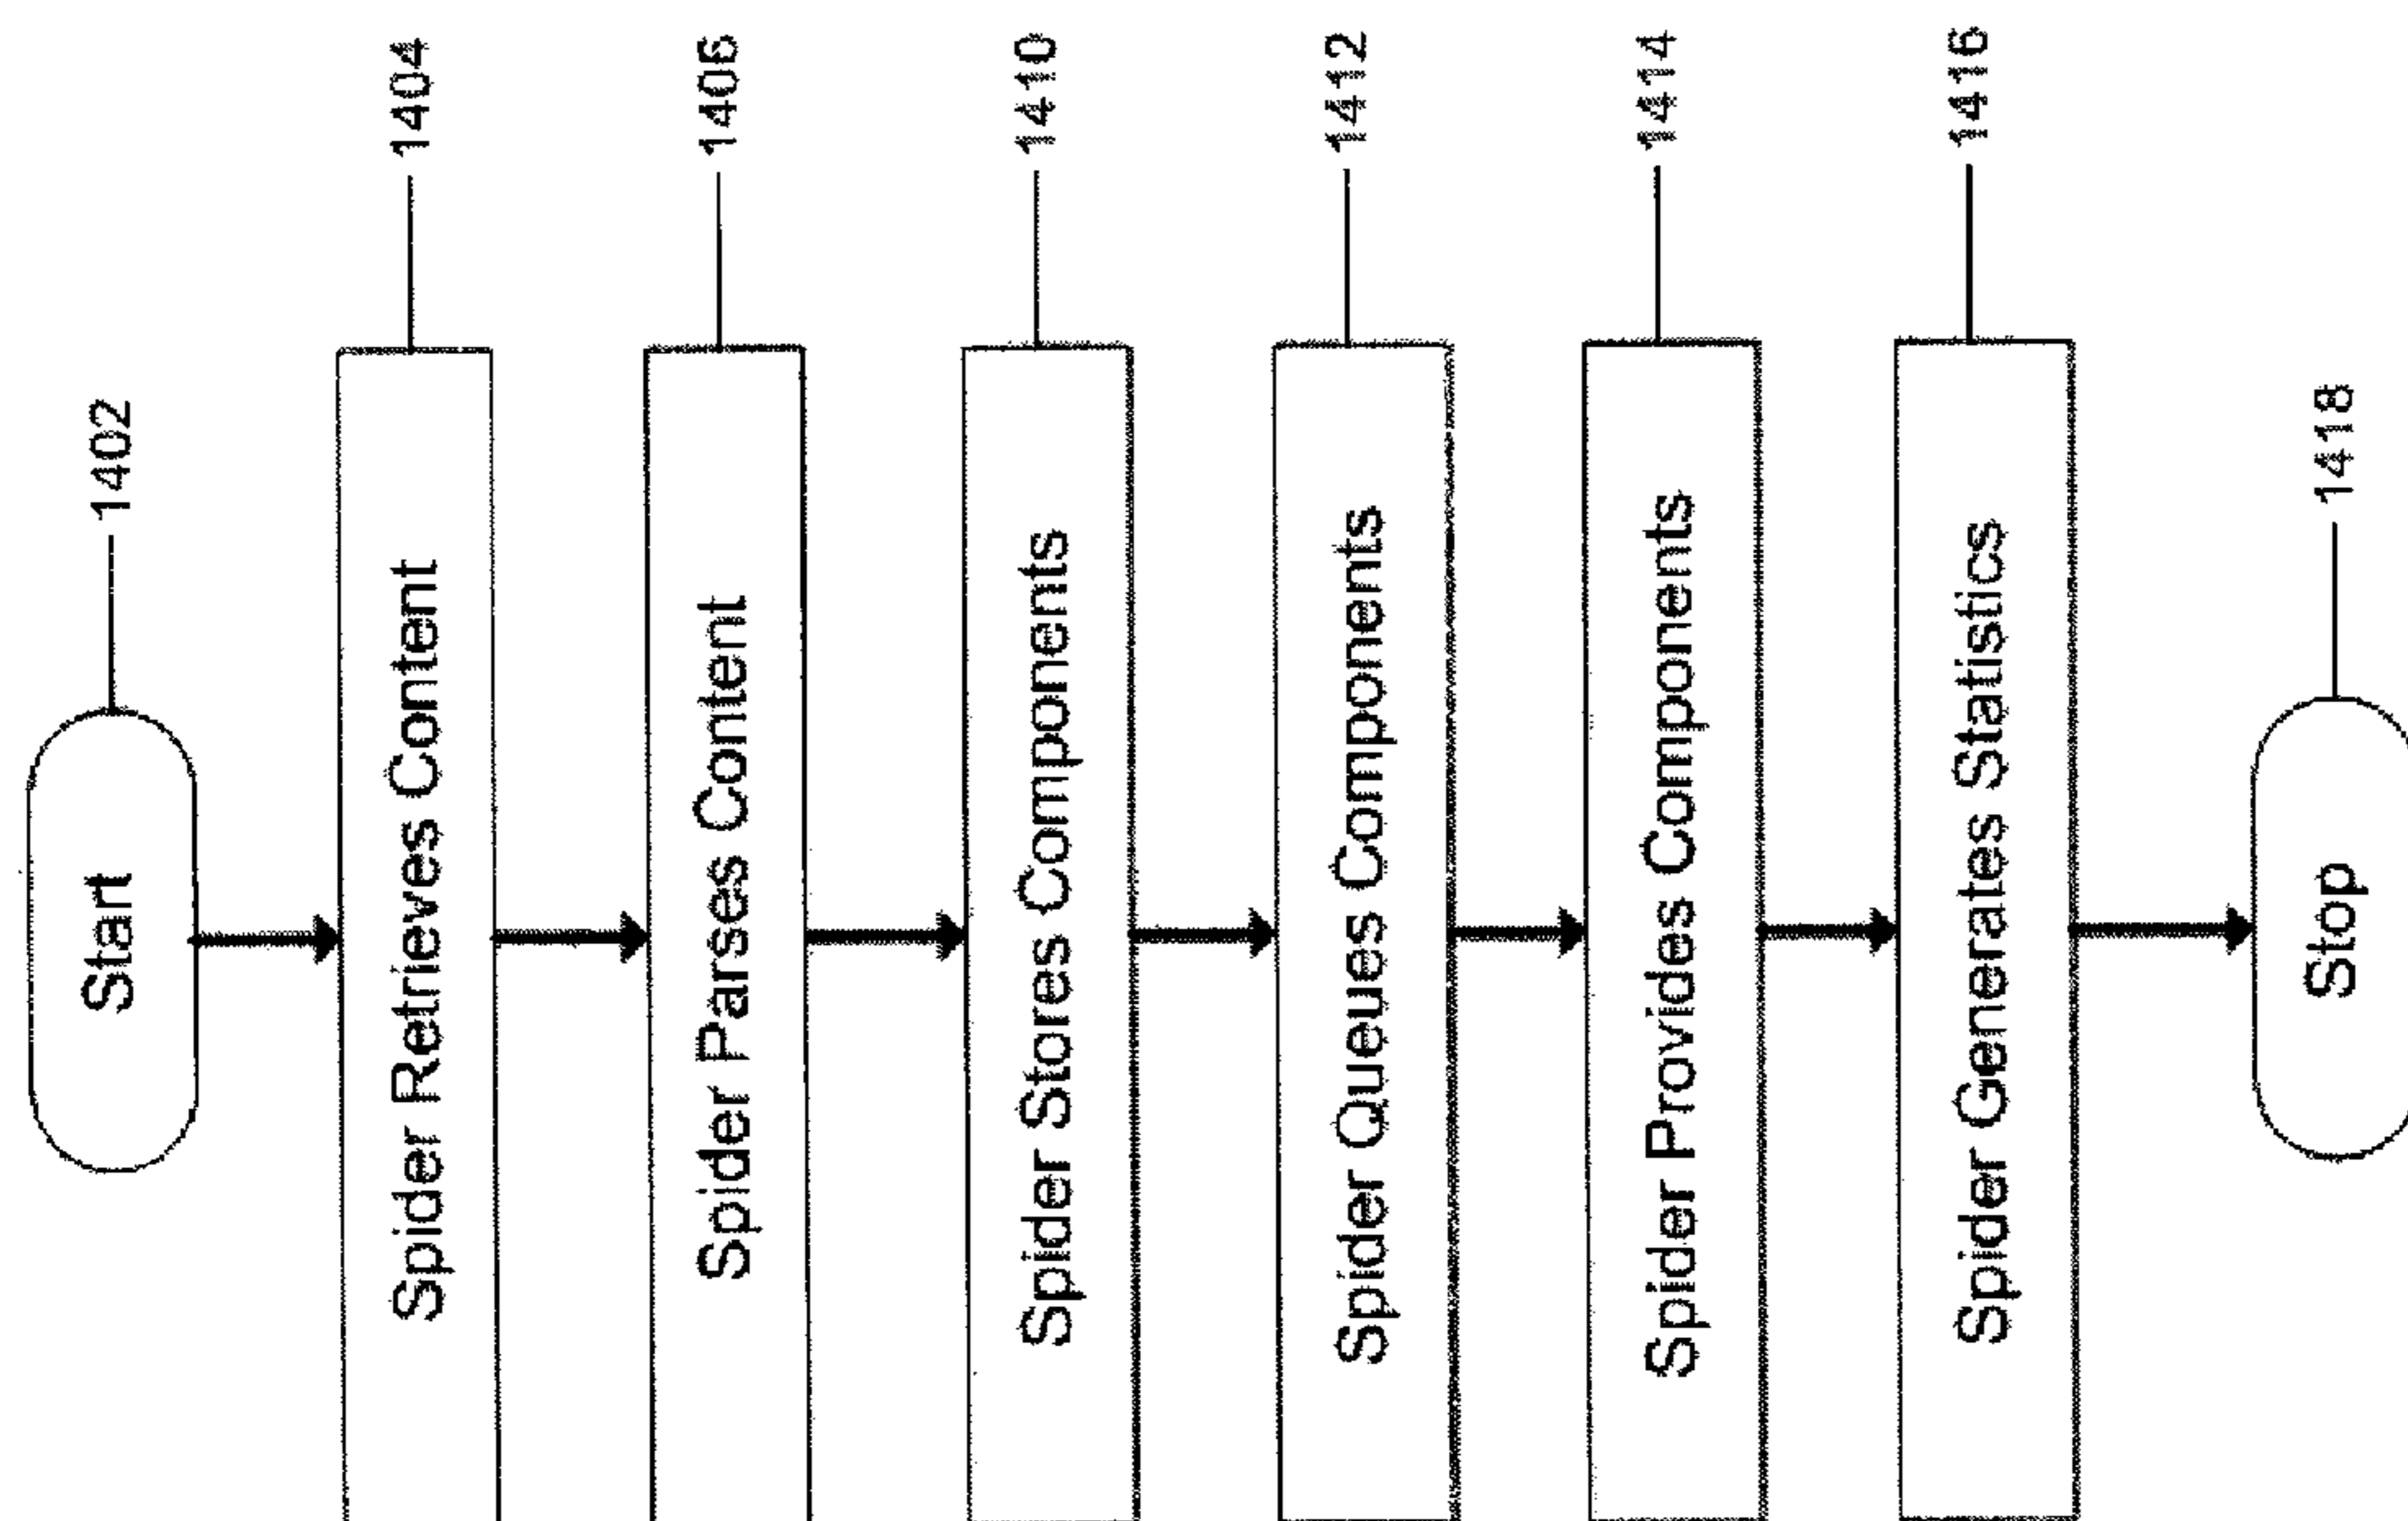 Start
1402
Spider Retrieves Content
1404
Spider Parses Content
1406
Spider Stores Components
1410
Spider Queues Components
1412
Spider Provides Components
1414
Spider Generates Statistics
1416
Stop
1418